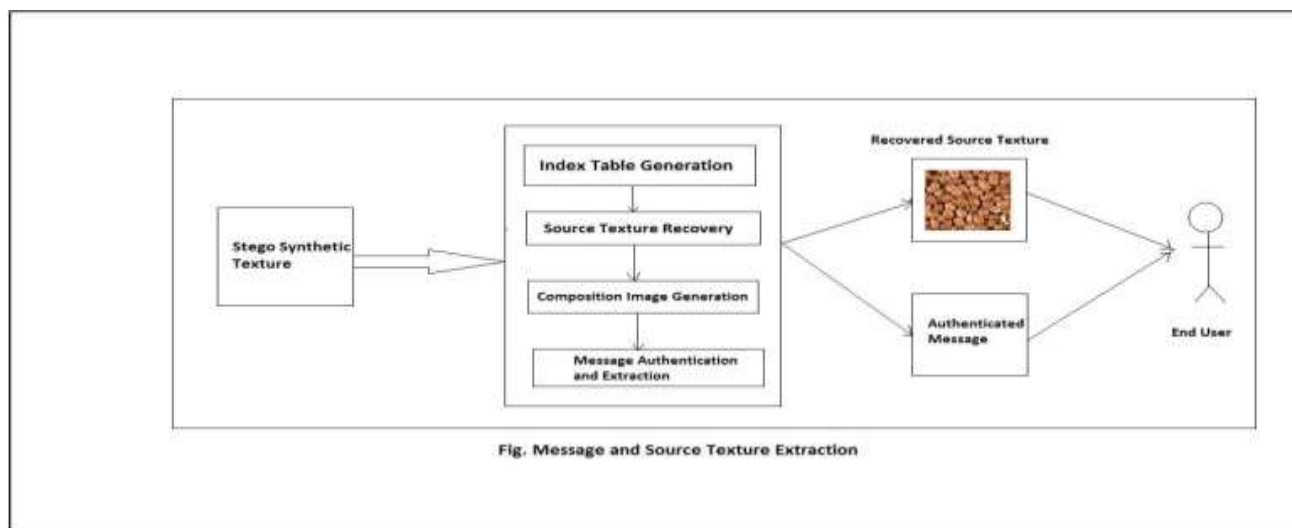 Stego Synthetic
Texture
Index Table Generation
Source Texture Recovery
Composition Image Generation
Message Authentication
and Extraction
Recovered Source Texture
Authenticated
Message
End User
Fig. Message and Source Texture Extraction